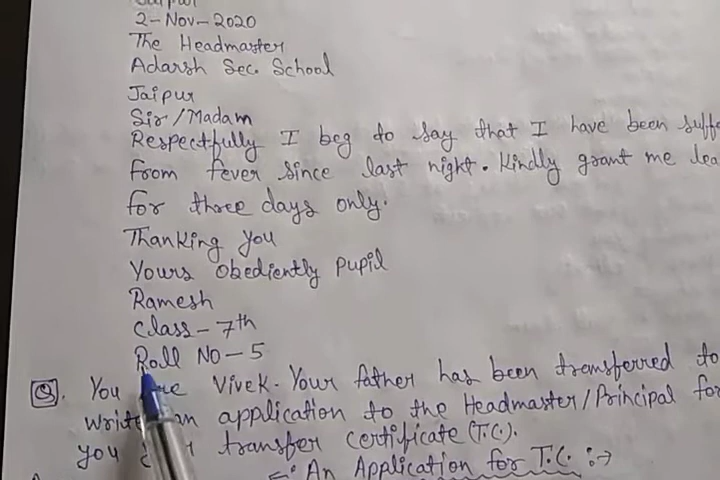 2-Nov-2020
The Headmaster
Adarsh Sec. School
Jaipur
Sir/Madam
Respectfully I beg to say that I have been
from fever since last night. Kindly grant me
for three days only.
Thanking you
Yours Obediently Pupil
Ramesh
Class-7th
Roll No-5
Q. You Vivek. Your father has been transferred to
write an application to the Headmaster/Principal
you transfer certificate (T.C.).
An Application for T.C. :→